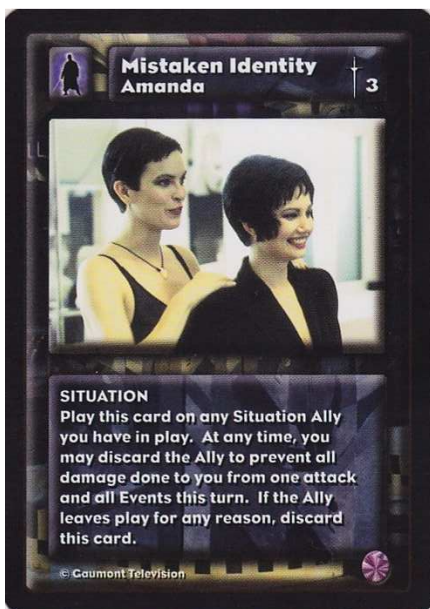 Mistaken Identity
Amanda
3
SITUATION
Play this card on any Situation Ally
you have in play. At any time, you
may discard the Ally to prevent all
damage done to you from one attack
and all Events this turn. If the Ally
leaves play for any reason, discard
this card.
© Gaumont Television